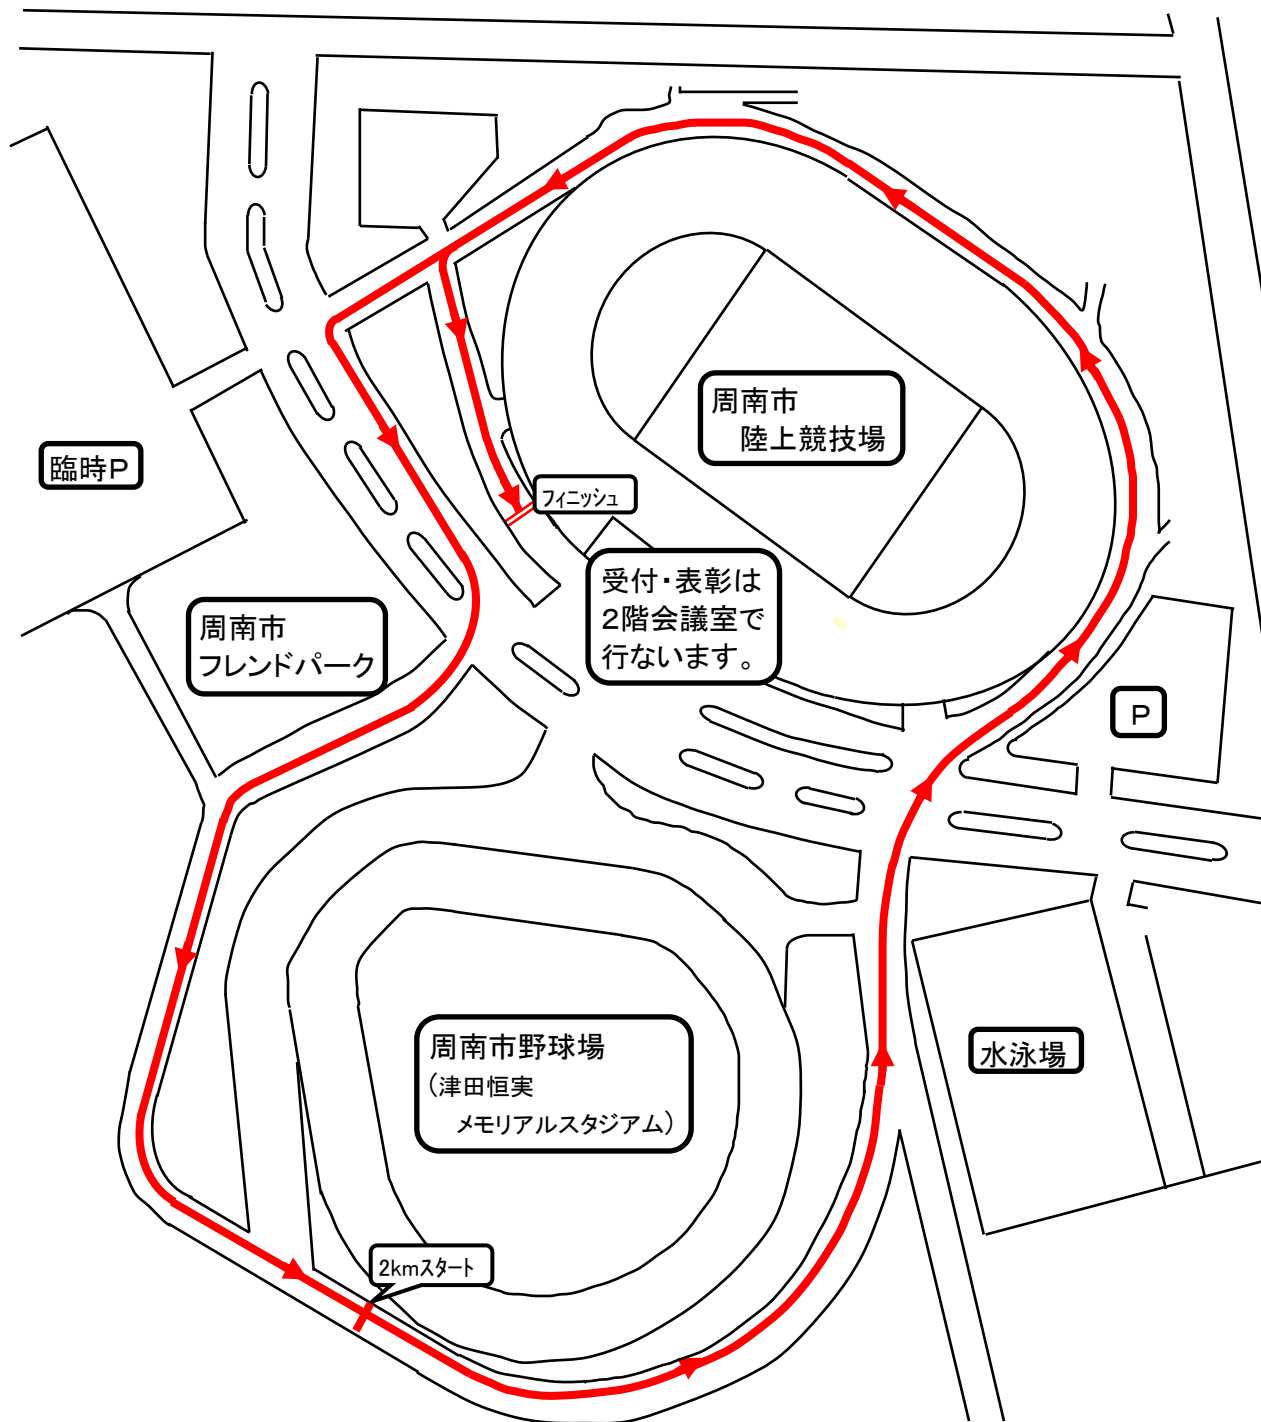 周南市
陸上競技場
臨時P
フィニッシュ
受付・表彰は
2階会議室で
行ないます。
周南市
フレンドパーク
P
周南市野球場
(津田恒実
メモリアルスタジアム)
水泳場
2kmスタート